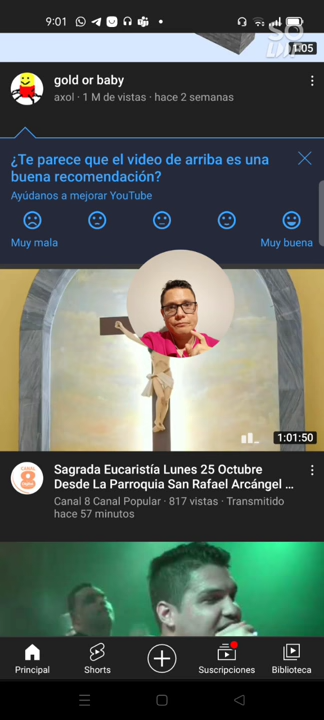 9:01
1:05
gold or baby
axol · 1 M de vistas · hace 2 semanas
¿Te parece que el video de arriba es una
buena recomendación?
Ayúdanos a mejorar YouTube
Muy mala
Muy buena
1:01:50
CANAL
8
Sagrada Eucaristía Lunes 25 Octubre
Desde La Parroquia San Rafael Arcángel ...
Canal 8 Canal Popular · 817 vistas · Transmitido
hace 57 minutos
Principal
Shorts
Suscripciones
Biblioteca